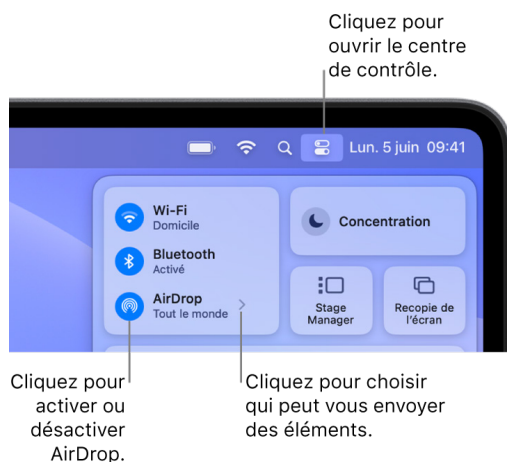 Cliquez pour
ouvrir le centre
de contrôle.
Lun. 5 juin 09:41
Wi-Fi
Domicile
Concentration
Bluetooth
Activé
AirDrop
Tout le monde
Stage
Manager
Recopie de
l'écran
Cliquez pour
activer ou
désactiver
AirDrop.
Cliquez pour choisir
qui peut vous envoyer
des éléments.